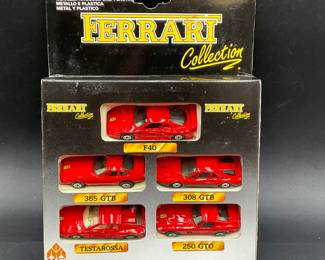 METALLO E PLASTICA
METAL Y PLASTICO
FERRARI
Collection
FERRARI
Collection
FERRARI
Collection
F40
365 GTB
308 GTB
TESTAROSSA
250 GTO